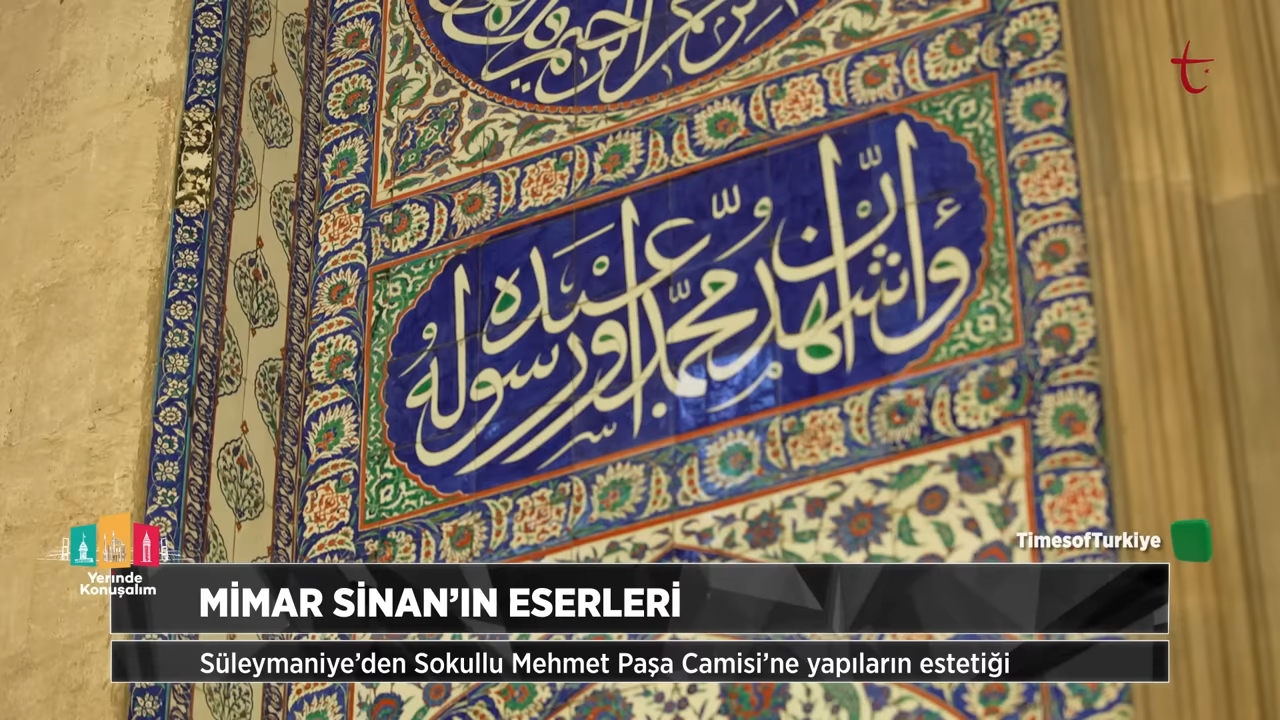 الرحيم
وأشهد أن محمدا عبده ورسوله
t
TimesofTurkiye
Yerinde
Konuşalım
MİMAR SİNAN’IN ESERLERİ
Süleymaniye’den Sokullu Mehmet Paşa Camisi’ne yapıların estetiği